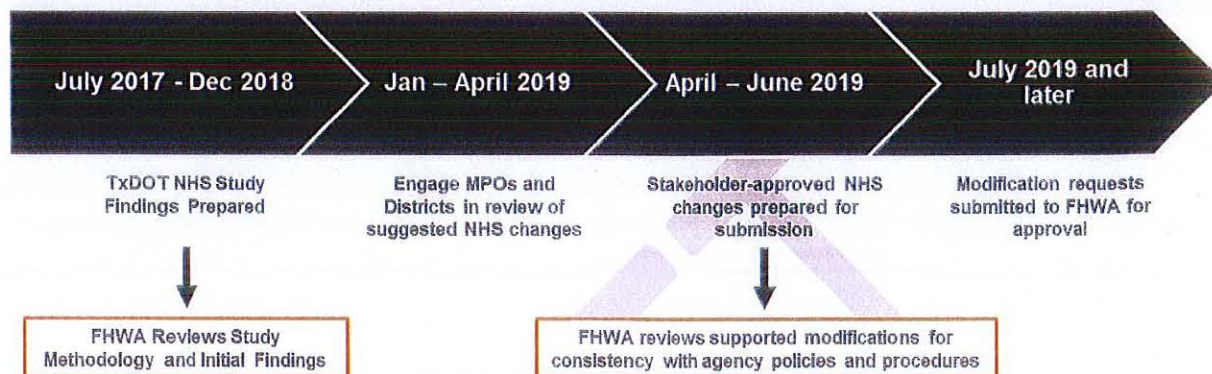 July 2017 - Dec 2018
Jan – April 2019
April – June 2019
July 2019 and
later
TxDOT NHS Study
Findings Prepared
Engage MPOs and
Districts in review of
suggested NHS changes
Stakeholder-approved NHS
changes prepared for
submission
Modification requests
submitted to FHWA for
approval
FHWA Reviews Study
Methodology and Initial Findings
FHWA reviews supported modifications for
consistency with agency policies and procedures